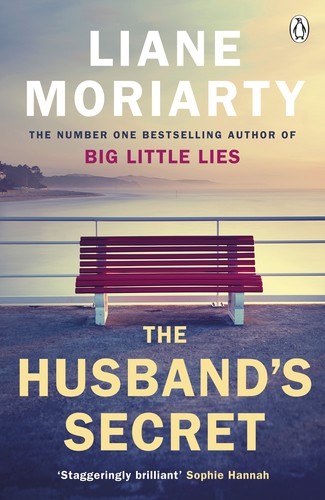 LIANE
MORIARTY
THE NUMBER ONE BESTSELLING AUTHOR OF
BIG LITTLE LIES
THE
HUSBAND’S
SECRET
‘Staggeringly brilliant’ Sophie Hannah